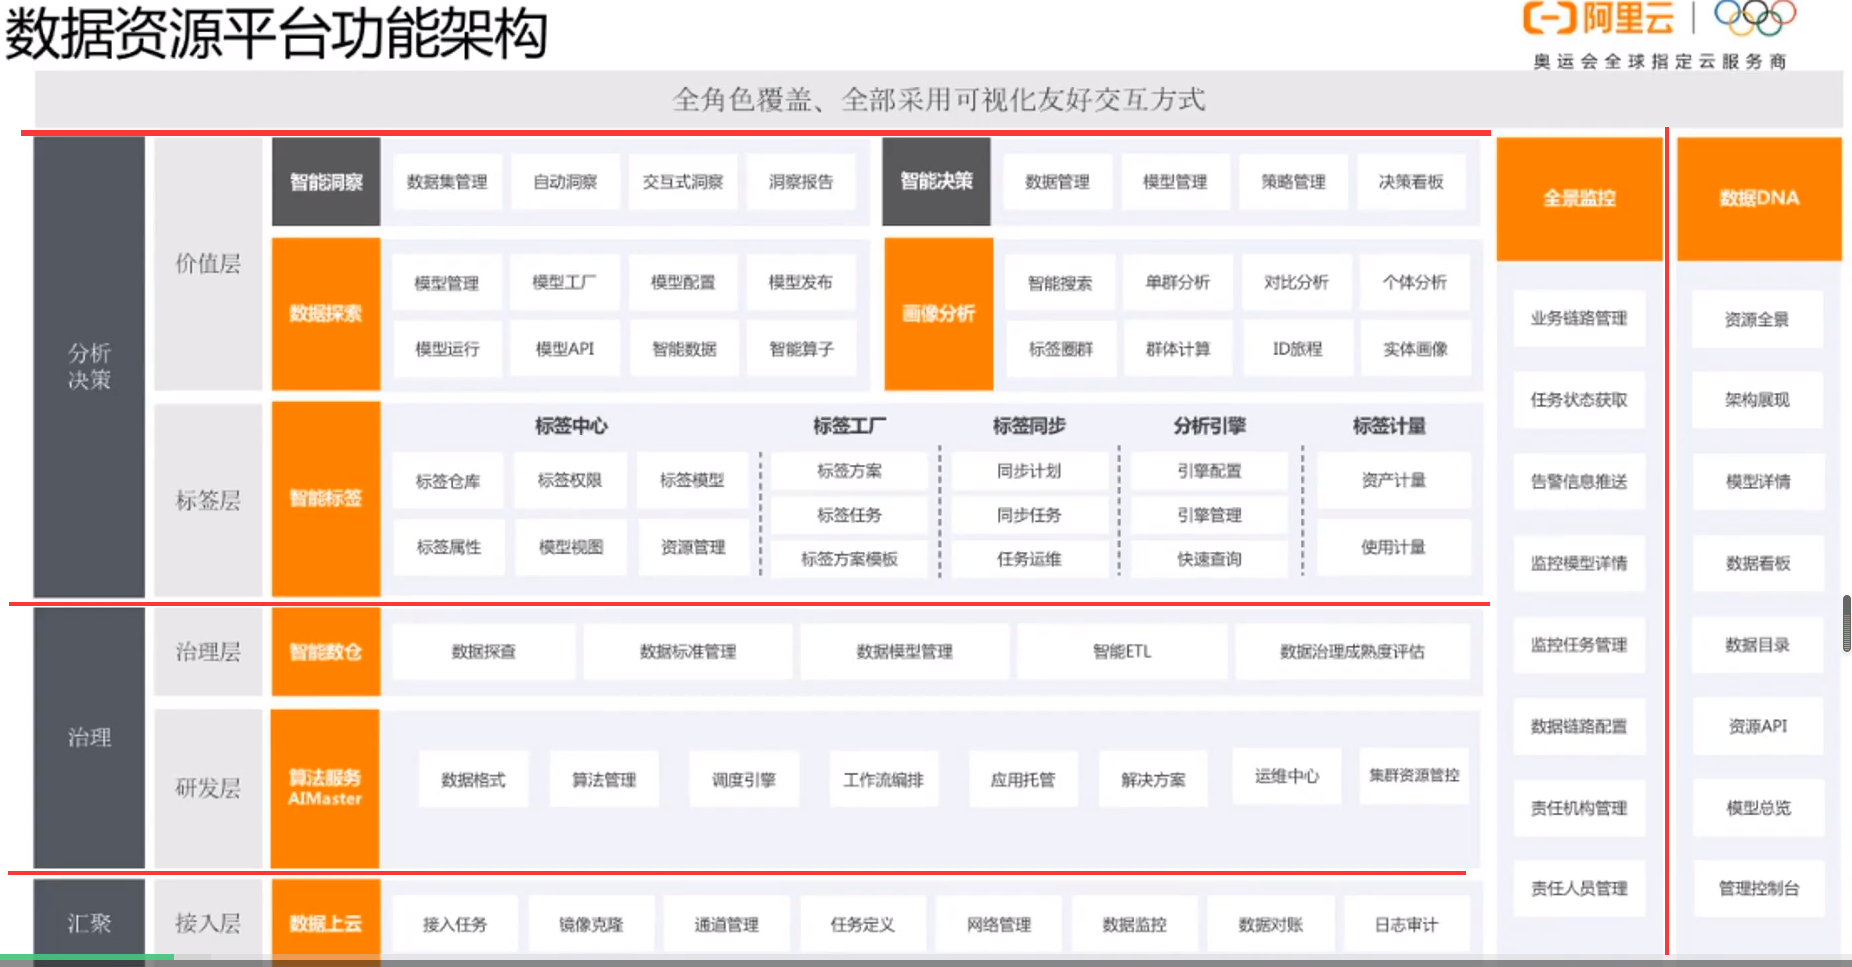 数据资源平台功能架构
阿里云
奥运会全球指定云服务商
全角色覆盖、全部采用可视化友好交互方式
分析
决策
价值层
智能洞察
数据集管理
自动洞察
交互式洞察
洞察报告
智能决策
数据管理
模型管理
策略管理
决策看板
数据探索
模型管理
模型工厂
模型配置
模型发布
模型运行
模型API
智能数据
智能算子
画像分析
智能搜索
单群分析
对比分析
个体分析
标签圈群
群体计算
ID旅程
实体画像
标签层
智能标签
标签中心
标签仓库
标签权限
标签模型
标签属性
模型视图
资源管理
标签工厂
标签方案
标签任务
标签方案模板
标签同步
同步计划
同步任务
任务运维
分析引擎
引擎配置
引擎管理
快速查询
标签计量
资产计量
使用计量
治理
治理层
智能数仓
数据探查
数据标准管理
数据模型管理
智能ETL
数据治理成熟度评估
研发层
算法服务
AIMaster
数据格式
算法管理
调度引擎
工作流编排
应用托管
解决方案
运维中心
集群资源管控
汇聚
接入层
数据上云
接入任务
镜像克隆
通道管理
任务定义
网络管理
数据监控
数据对账
日志审计
全景监控
业务链路管理
任务状态获取
告警信息推送
监控模型详情
监控任务管理
数据链路配置
责任机构管理
责任人员管理
数据DNA
资源全景
架构展现
模型详情
数据看板
数据目录
资源API
模型总览
管理控制台